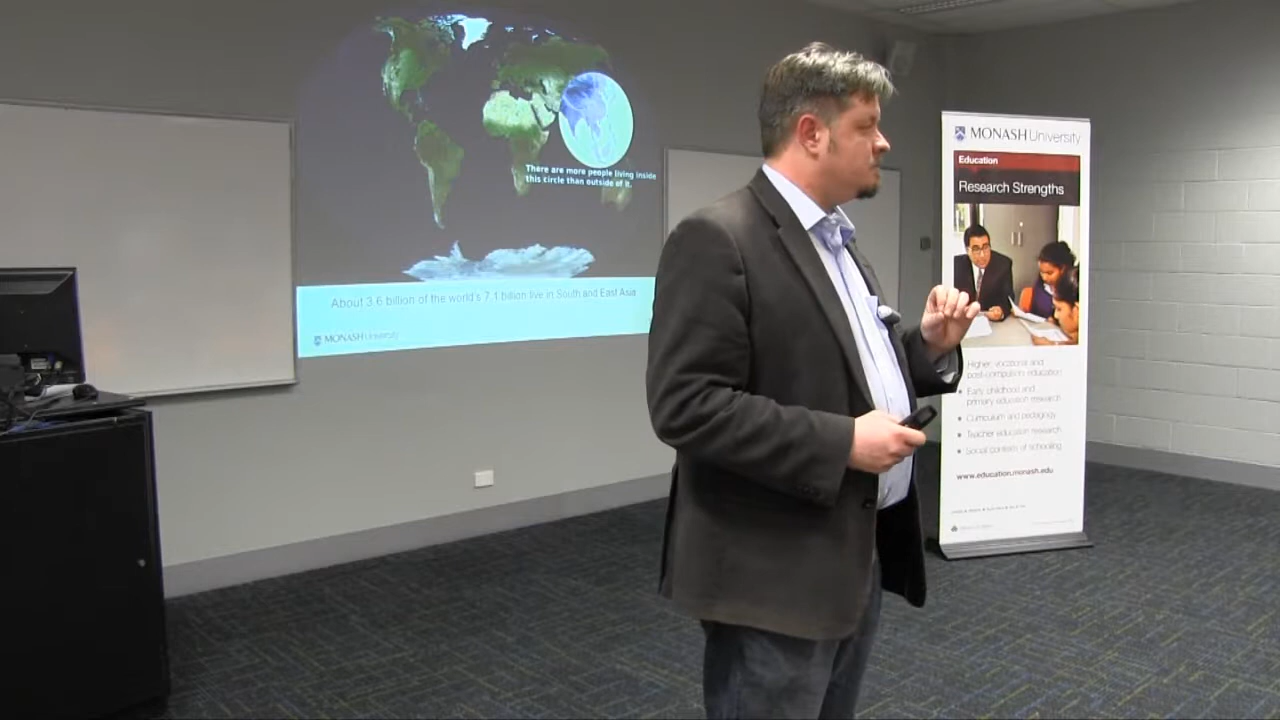 There are more people living inside
this circle than outside of it.
About 3.6 billion of the world's 7.1 billion live in South and East Asia
MONASH University
MONASH University
Education
Research Strengths
Higher, vocational and
post-compulsory education
Early childhood and
primary education research
Curriculum and pedagogy
Teacher education research
Social contexts of schooling
www.education.monash.edu